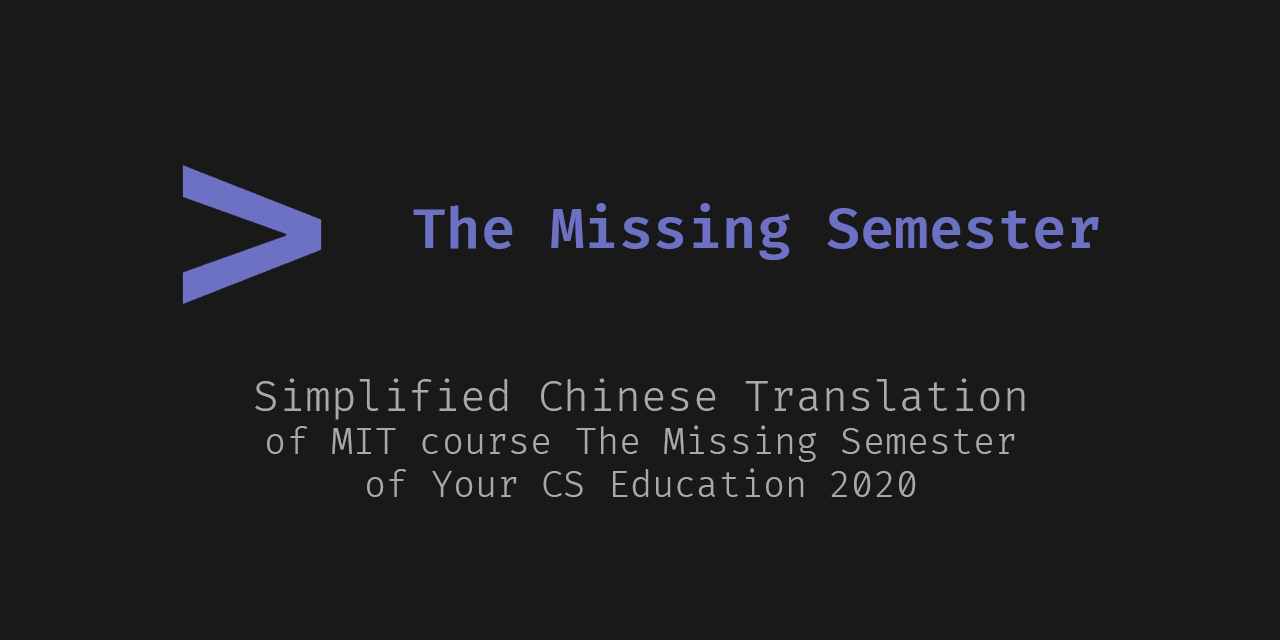 > The Missing Semester
Simplified Chinese Translation
of MIT course The Missing Semester
of Your CS Education 2020